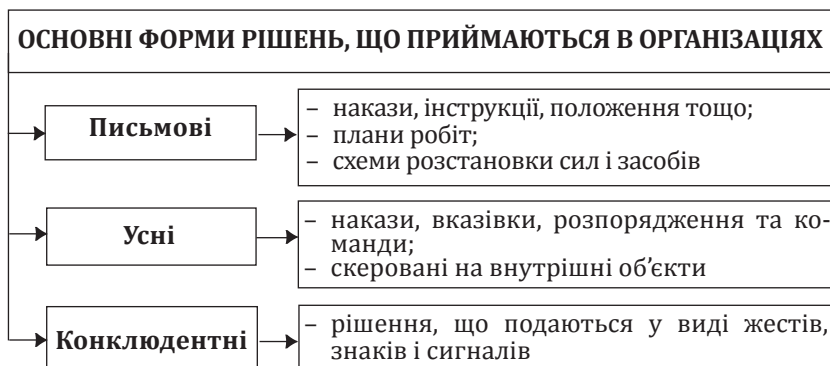 ОСНОВНІ ФОРМИ РІШЕНЬ, ЩО ПРИЙМАЮТЬСЯ В ОРГАНІЗАЦІЯХ
Письмові
– накази, інструкції, положення тощо;
– плани робіт;
– схеми розстановки сил і засобів
Усні
– накази, вказівки, розпорядження та ко-
манди;
– скеровані на внутрішні об’єкти
Конклюдентні
– рішення, що подаються у виді жестів,
знаків і сигналів